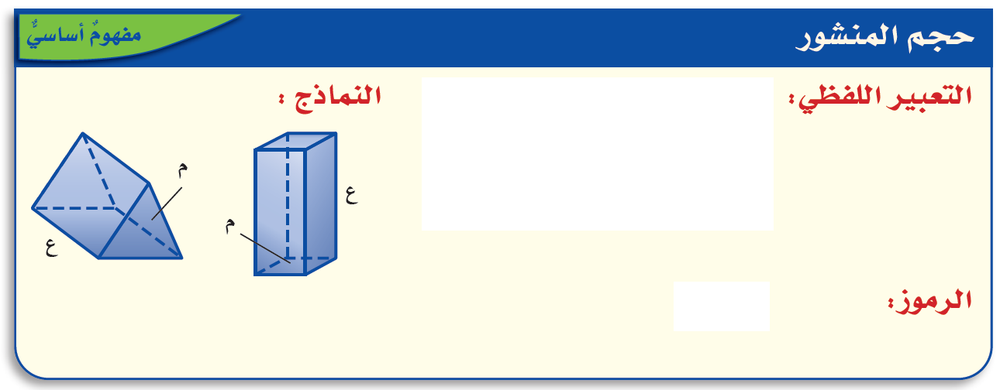 حجم المنشور
مفهومٌ أساسيٌّ
التعبير اللفظي:
النماذج :
م
ع
م
ع
الرموز: